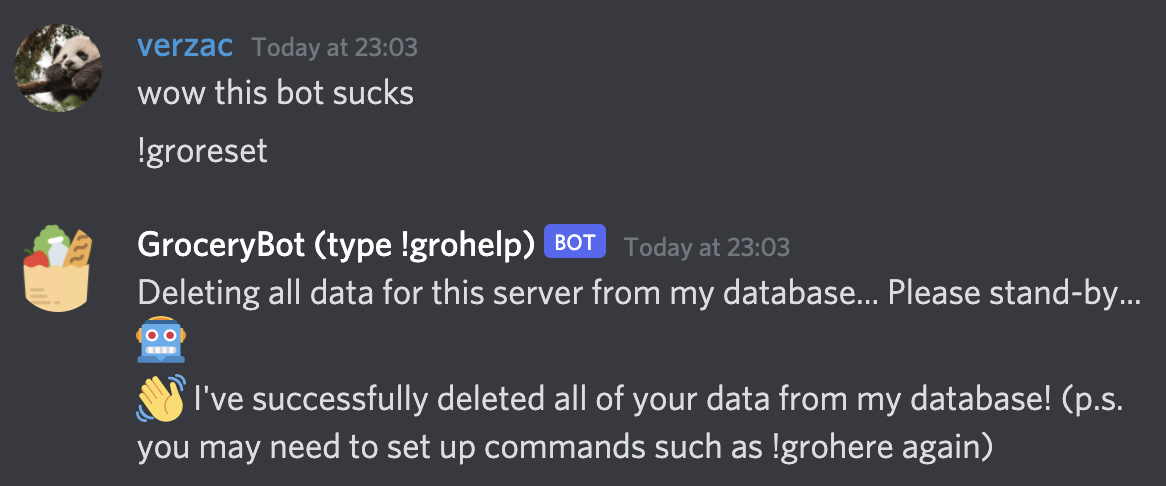 verzac Today at 23:03
wow this bot sucks
!groreset
GroceryBot (type !grohelp) BOT Today at 23:03
Deleting all data for this server from my database... Please stand-by...
🤖
👋 I've successfully deleted all of your data from my database! (p.s.
you may need to set up commands such as !grohere again)